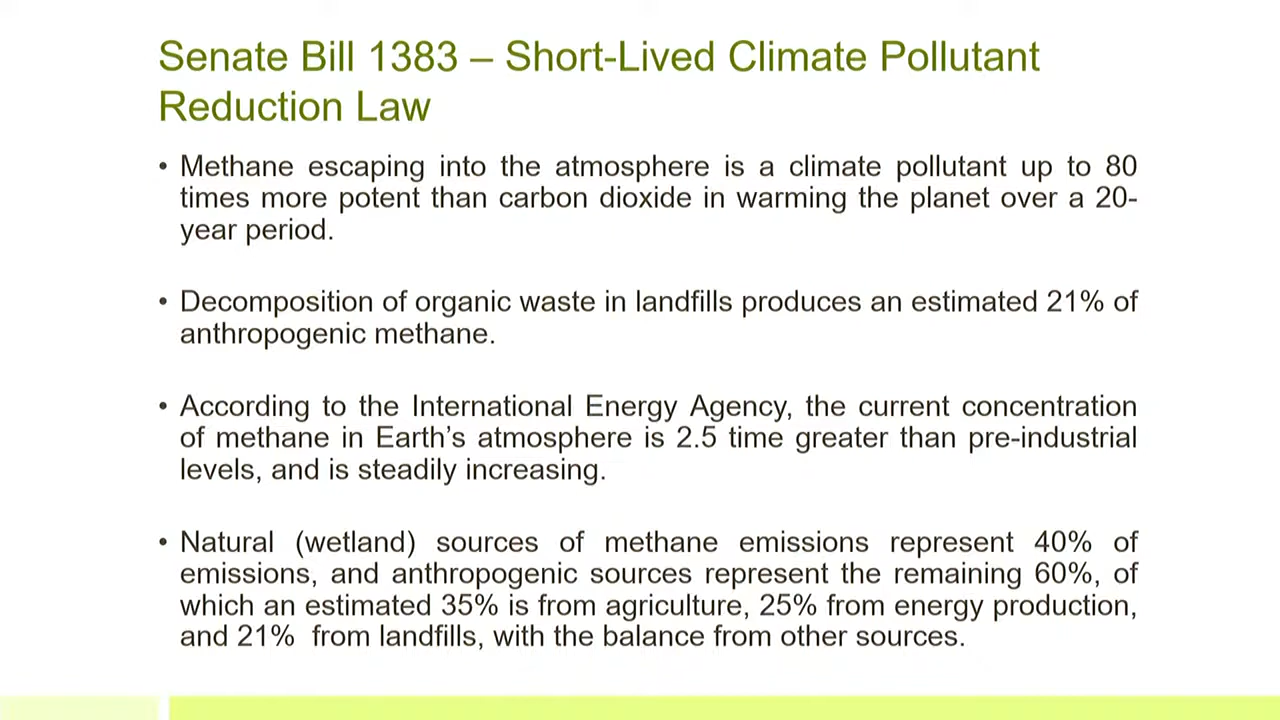 Senate Bill 1383 – Short-Lived Climate Pollutant
Reduction Law
• Methane escaping into the atmosphere is a climate pollutant up to 80
times more potent than carbon dioxide in warming the planet over a 20-
year period.
• Decomposition of organic waste in landfills produces an estimated 21% of
anthropogenic methane.
• According to the International Energy Agency, the current concentration
of methane in Earth’s atmosphere is 2.5 time greater than pre-industrial
levels, and is steadily increasing.
• Natural (wetland) sources of methane emissions represent 40% of
emissions, and anthropogenic sources represent the remaining 60%, of
which an estimated 35% is from agriculture, 25% from energy production,
and 21% from landfills, with the balance from other sources.